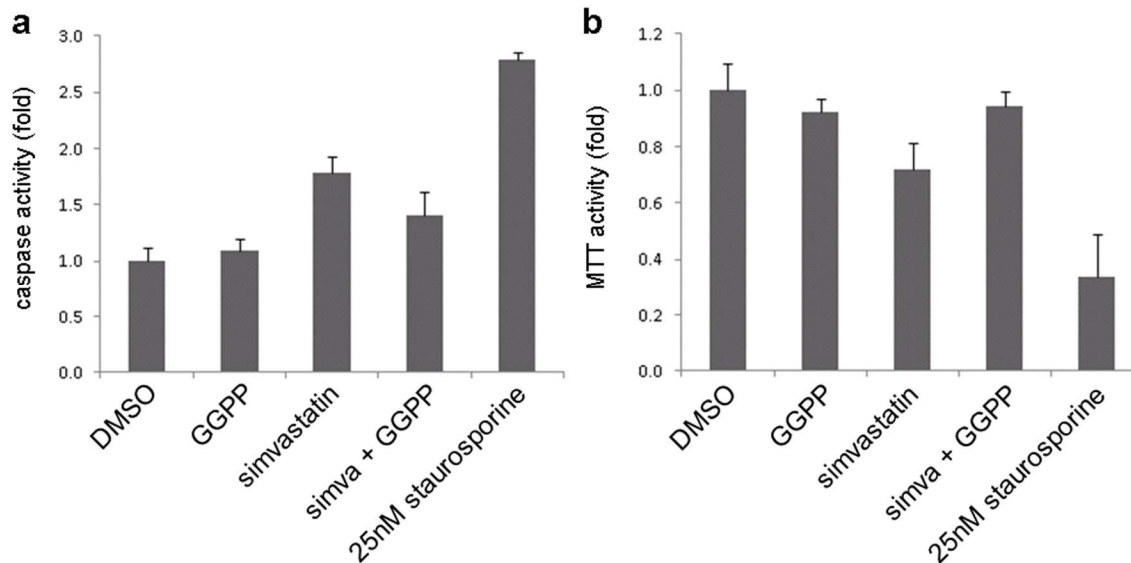 a
caspase activity (fold)
3.0
2.5
2.0
1.5
1.0
0.5
0.0
DMSO
GGPP
simvastatin
simva + GGPP
25nM staurosporine
b
MTT activity (fold)
1.2
1.0
0.8
0.6
0.4
0.2
0.0
DMSO
GGPP
simvastatin
simva + GGPP
25nM staurosporine